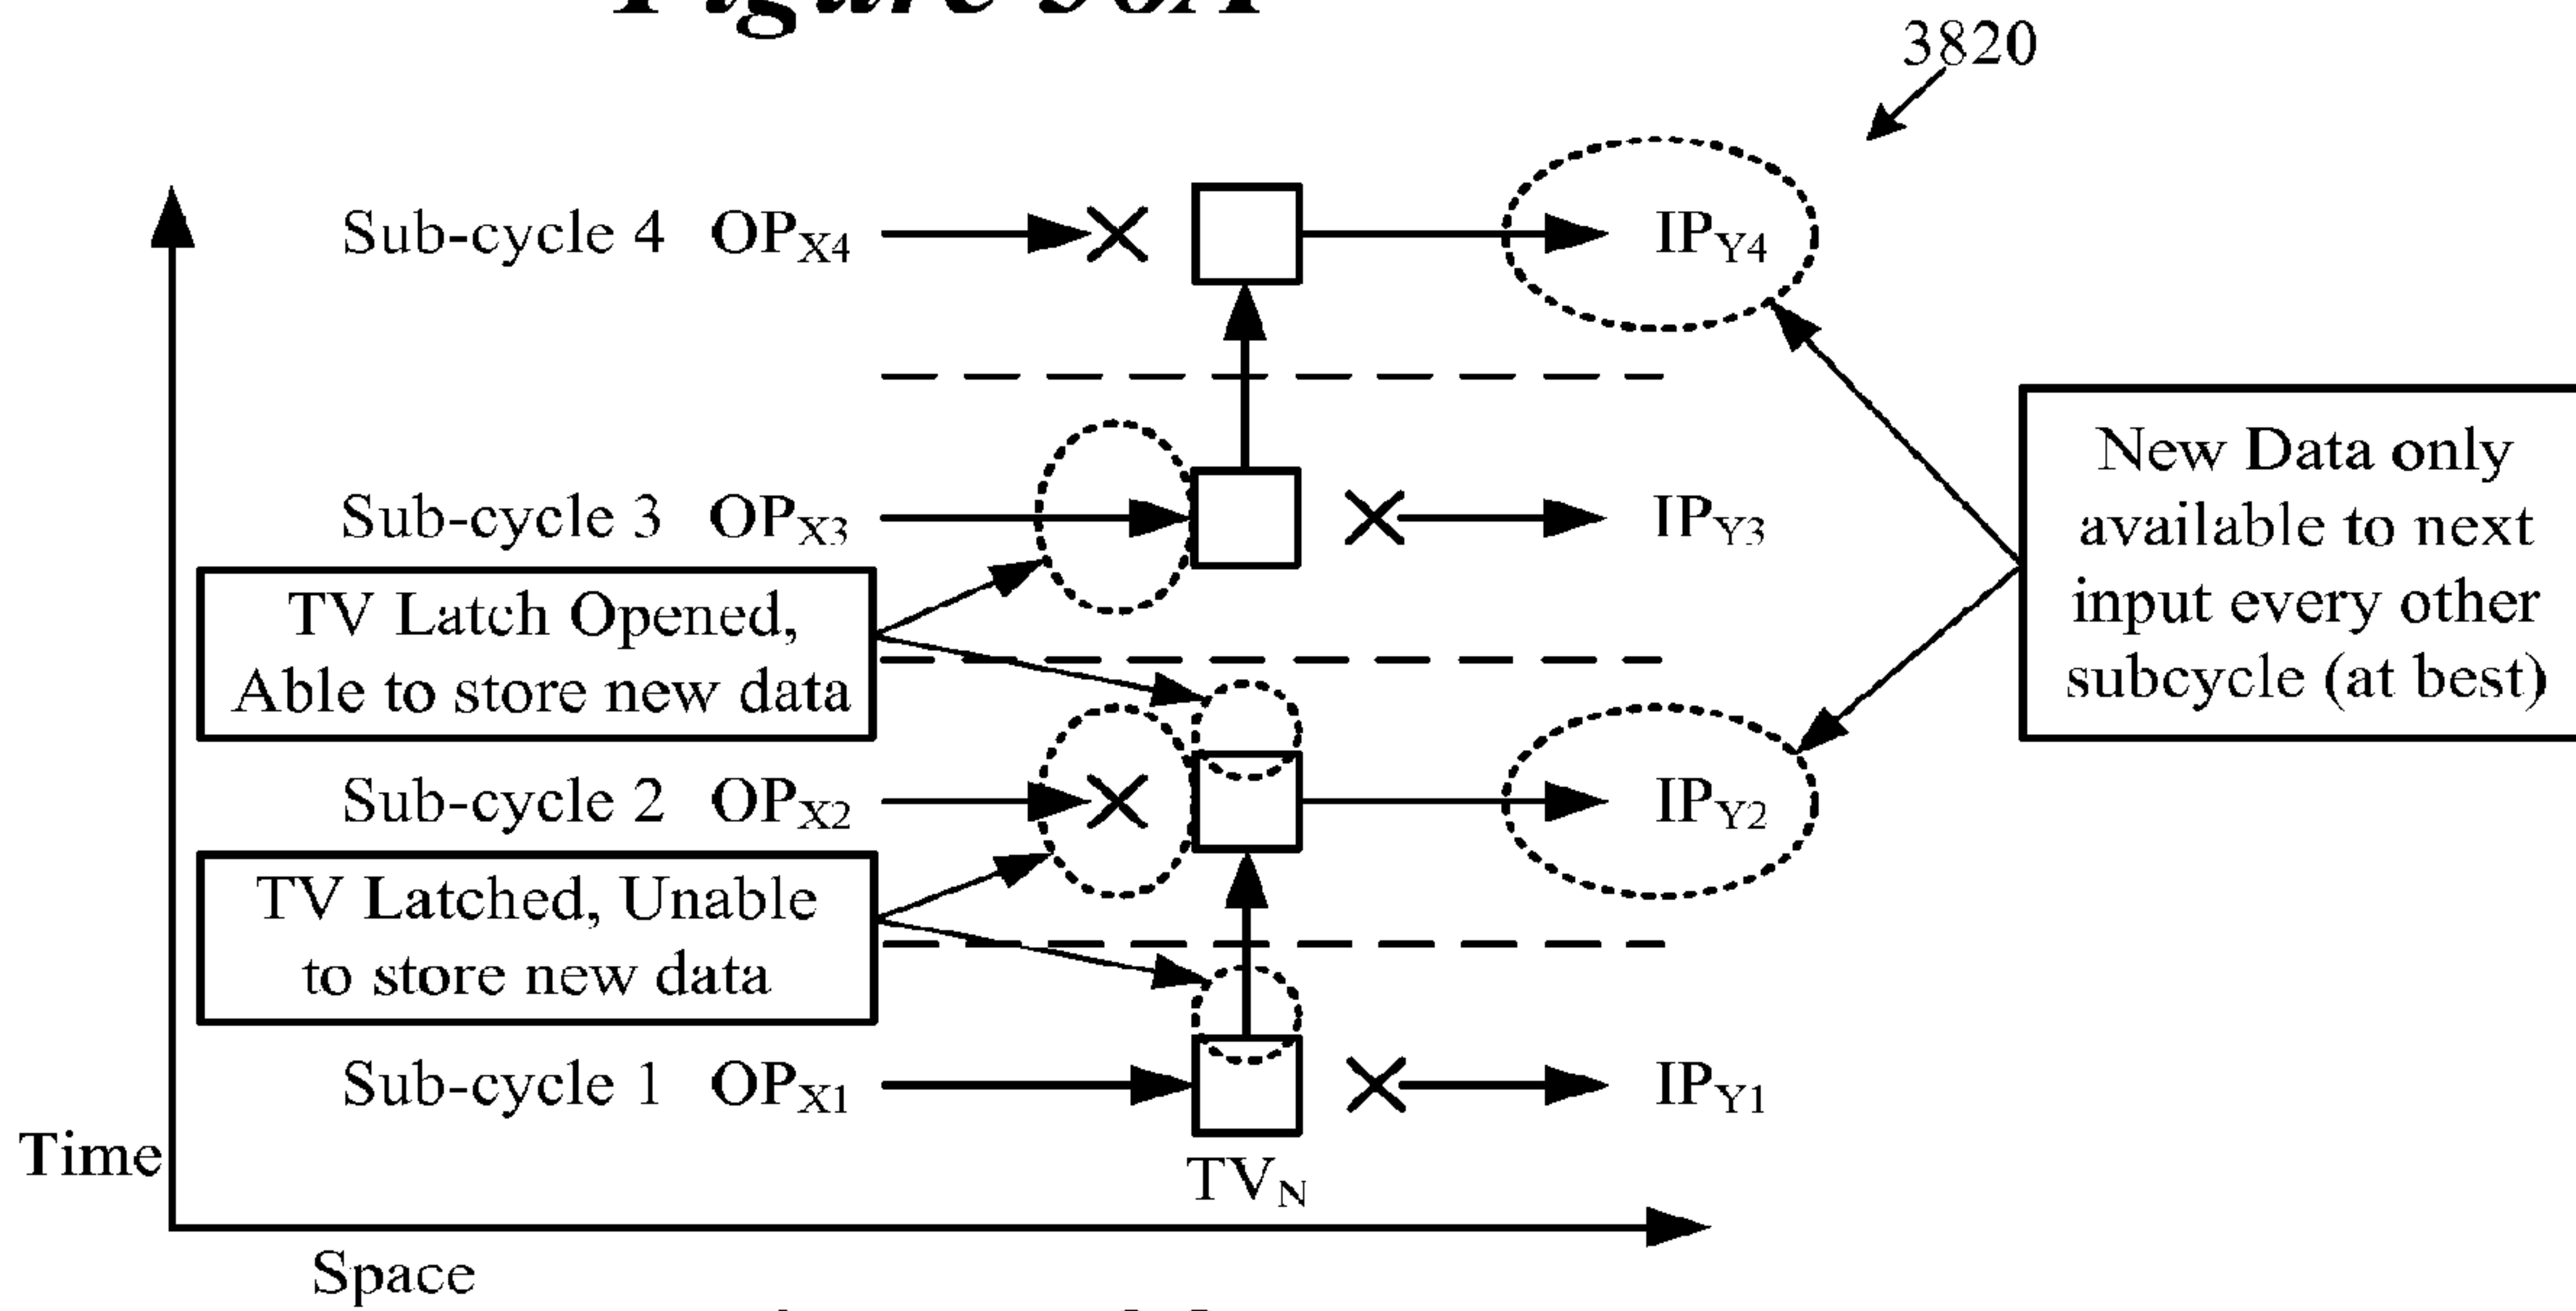 3820
Sub-cycle 4 OPX4 IPY4
Sub-cycle 3 OPX3 IPY3
New Data only
available to next
input every other
subcycle (at best)
TV Latch Opened,
Able to store new data
Sub-cycle 2 OPX2 IPY2
TV Latched, Unable
to store new data
Sub-cycle 1 OPX1 IPY1
Time
TVN
Space